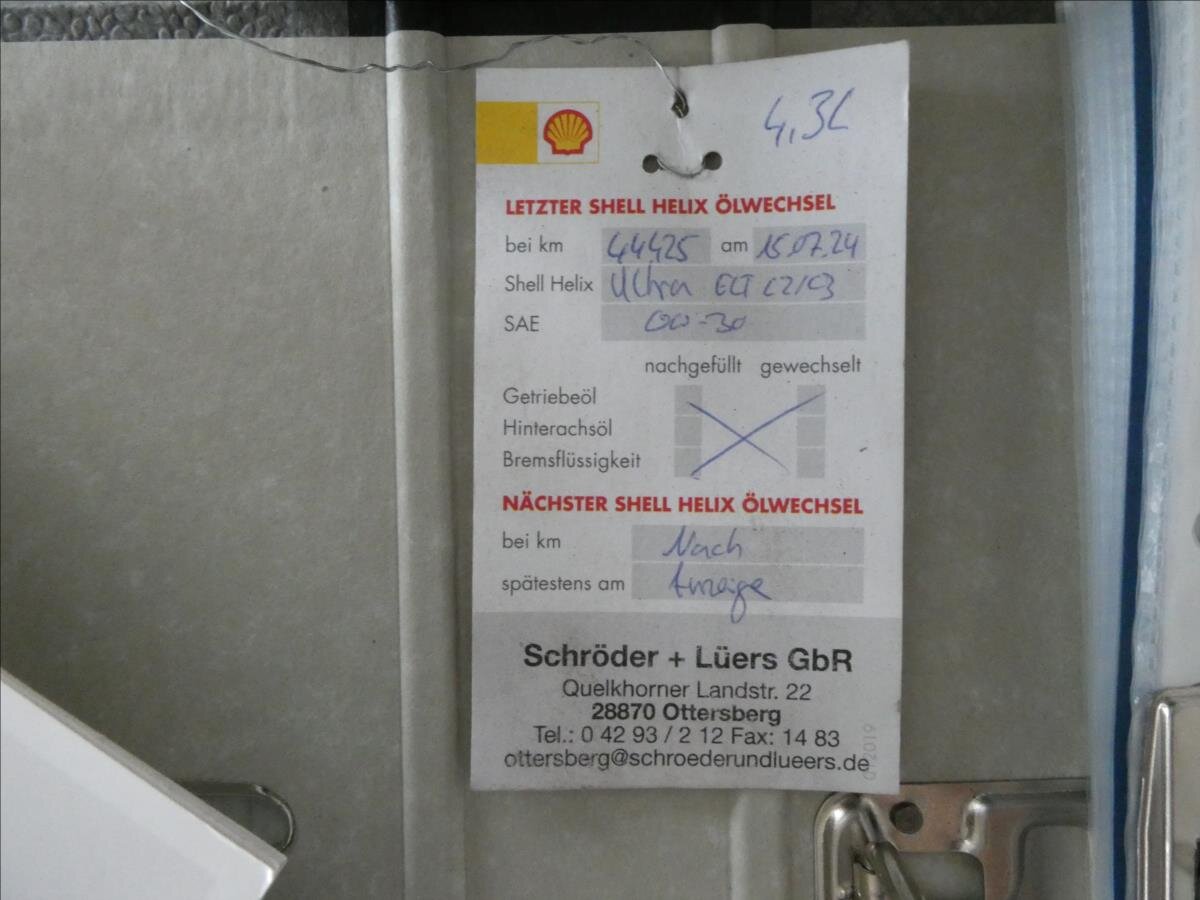 4,3L
LETZTER SHELL HELIX ÖLWECHSEL
bei km 44425 am 15.07.24
Shell Helix Ultra ECT C2/C3
SAE 0W-30
nachgefüllt gewechselt
Getriebeöl
Hinterachsöl
Bremsflüssigkeit
NÄCHSTER SHELL HELIX ÖLWECHSEL
bei km Nach
spätestens am Anzeige
Schröder + Lüers GbR
Quelkhorner Landstr. 22
28870 Ottersberg
Tel.: 0 42 93 / 2 12 Fax: 14 83
ottersberg@schroederundlueers.de